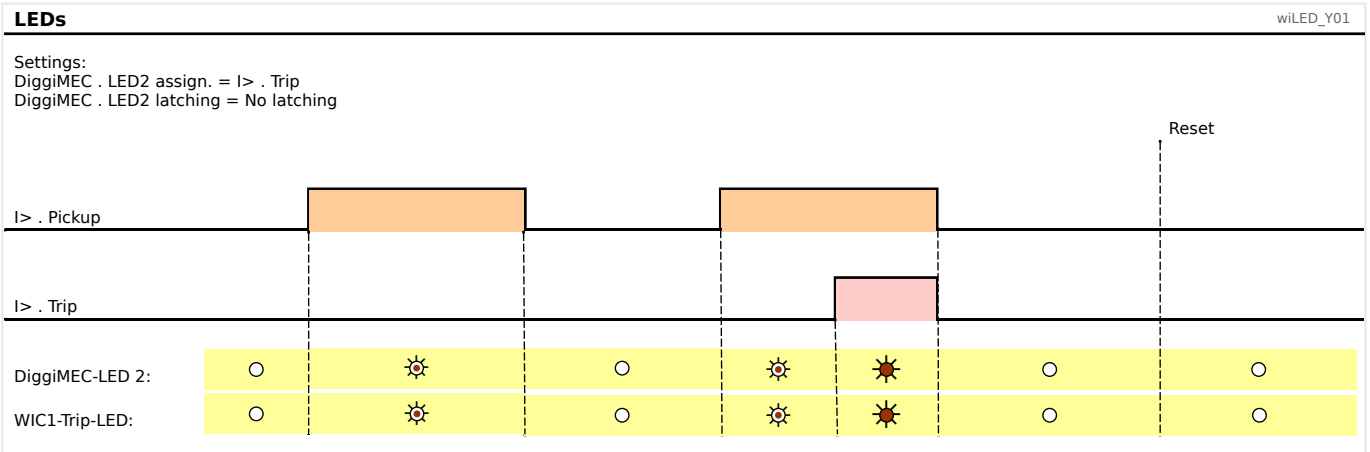 LEDs
wiLED_Y01
Settings:
DiggiMEC . LED2 assign. = I> . Trip
DiggiMEC . LED2 latching = No latching
Reset
I> . Pickup
I> . Trip
DiggiMEC-LED 2:
WIC1-Trip-LED: